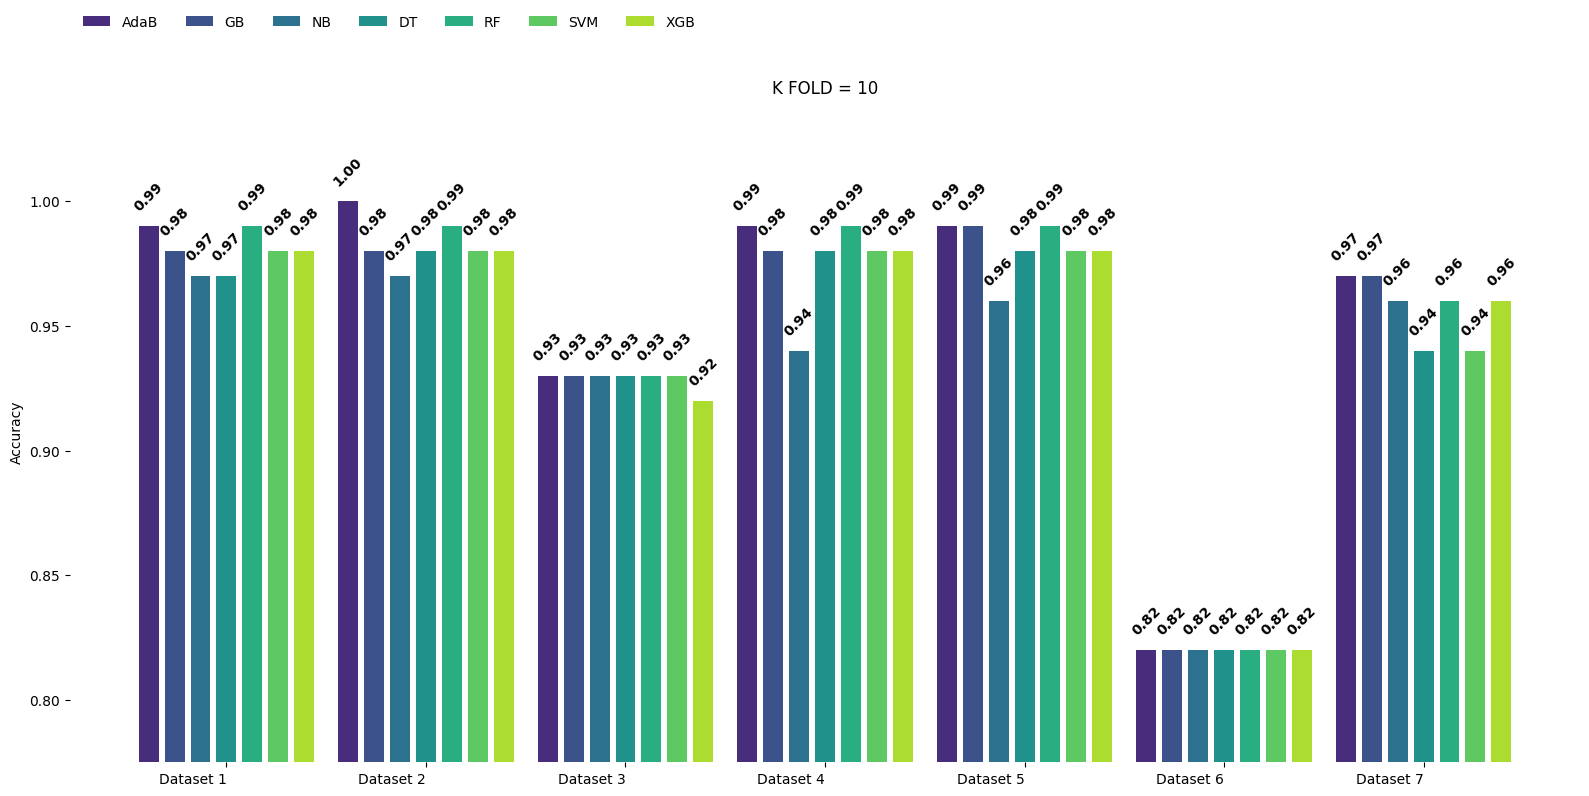 AdaB GB NB DT RF SVM XGB
K FOLD = 10
Accuracy
1.00
0.95
0.90
0.85
0.80
0.99 0.98 0.97 0.97 0.99 0.98 0.98
1.00 0.98 0.97 0.98 0.99 0.98 0.98
0.93 0.93 0.93 0.93 0.93 0.93 0.92
0.99 0.98 0.94 0.98 0.99 0.98 0.98
0.99 0.99 0.96 0.98 0.99 0.98 0.98
0.82 0.82 0.82 0.82 0.82 0.82 0.82
0.97 0.97 0.96 0.94 0.96 0.94 0.96
Dataset 1 Dataset 2 Dataset 3 Dataset 4 Dataset 5 Dataset 6 Dataset 7